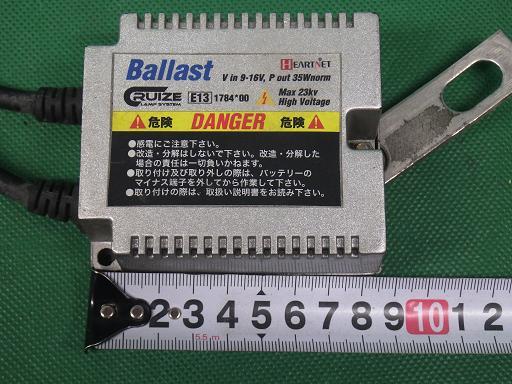 Ballast
HEARTNET
V in 9-16V, P out 35Wnorm
CRUIZE
LAMP SYSTEM
E13 1784*00
Max 23kv
High Voltage
危険 DANGER 危険
●感電にご注意下さい。
●改造・分解はしないで下さい。改造・分解した
場合の責任は一切負いかねます。
●取り付け及び取り外しの際は、バッテリーの
マイナス端子を外してから作業して下さい。
●取り付けの際は、取扱い説明書をお読み下さい。
2 3 4 5 6 7 8 9 10 1 2
5.5m